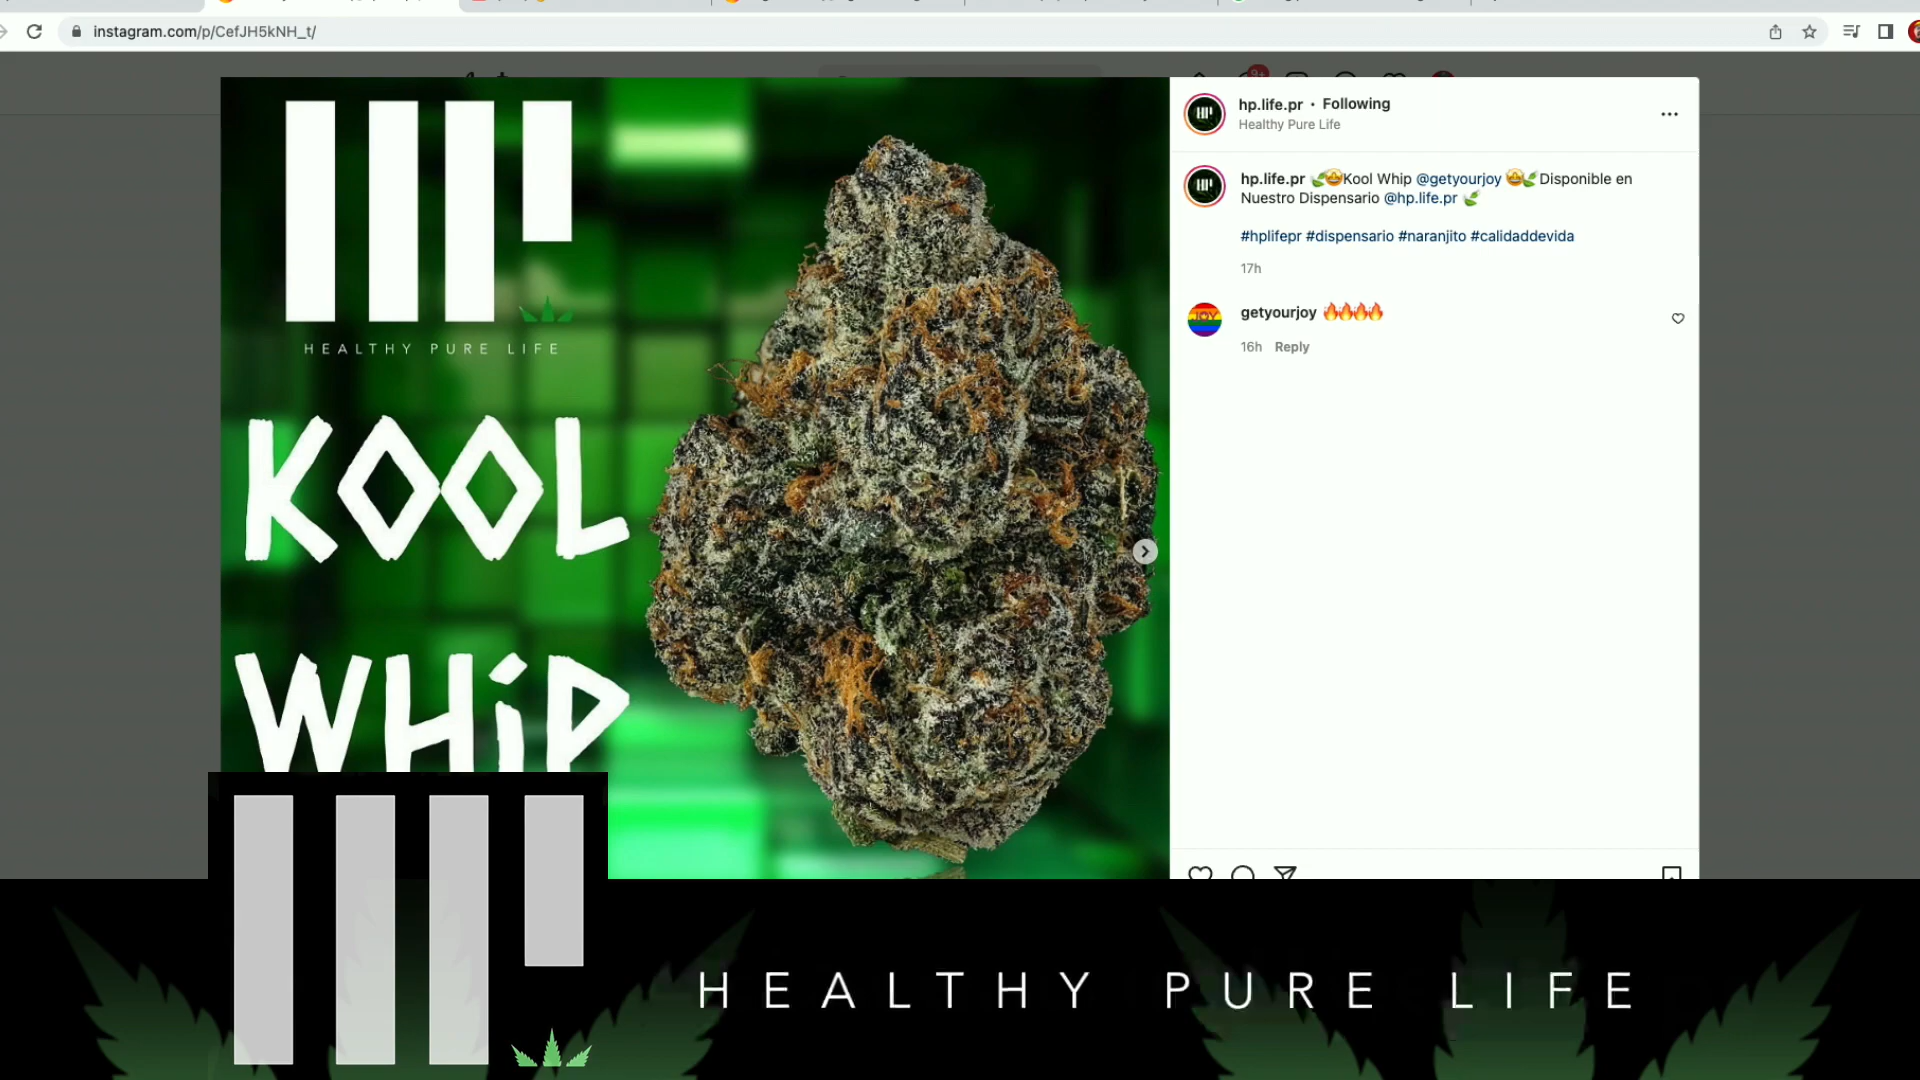 instagram.com/p/CefJH5kNH_t/
9+
HEALTHY PURE LIFE
KOOL
WHiP
hp.life.pr • Following
Healthy Pure Life
hp.life.pr 🍃🤩Kool Whip @getyourjoy 🤩🍃Disponible en
Nuestro Dispensario @hp.life.pr 🍃
#hplifepr #dispensario #naranjito #calidaddevida
17h
JOY
getyourjoy 🔥🔥🔥🔥
16h Reply
HEALTHY PURE LIFE